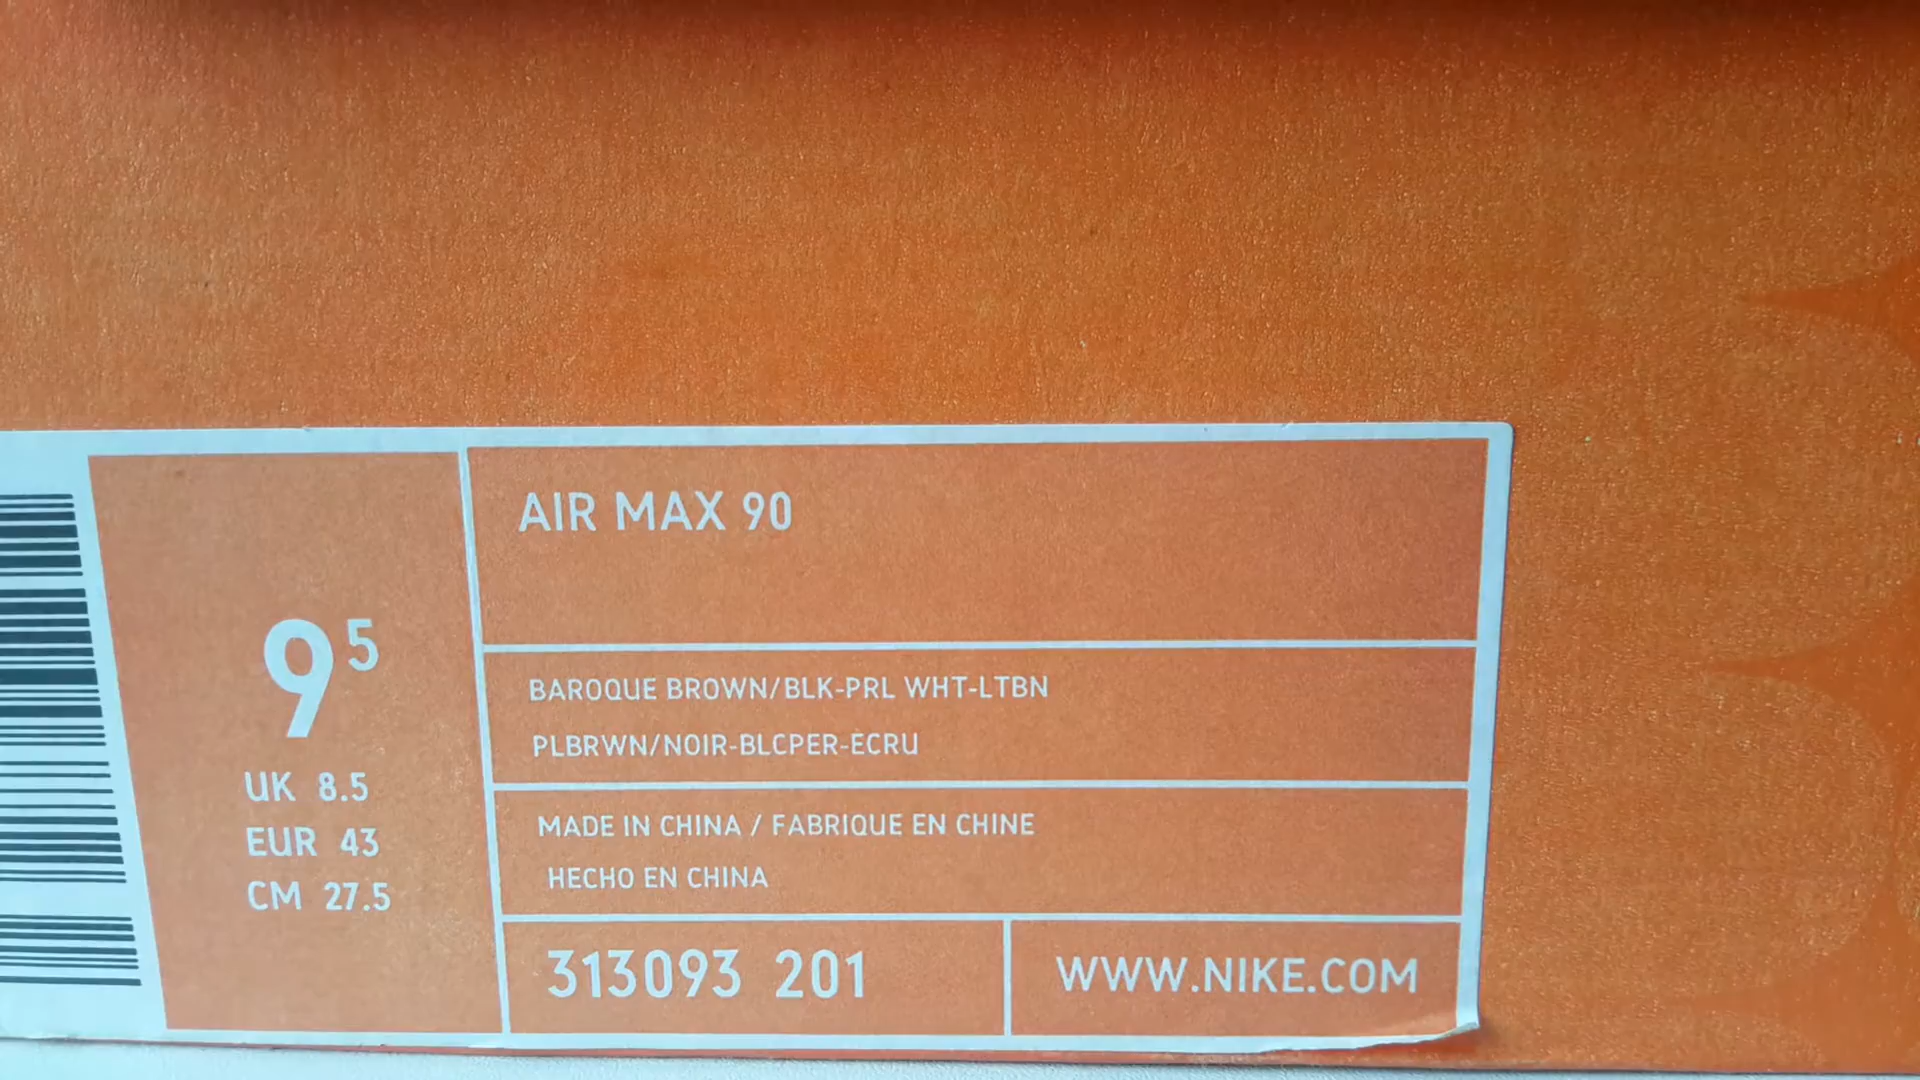 AIR MAX 90
9 5
UK 8.5
EUR 43
CM 27.5
BAROQUE BROWN/BLK-PRL WHT-LTBN
PLBRWN/NOIR-BLCPER-ECRU
MADE IN CHINA / FABRIQUE EN CHINE
HECHO EN CHINA
313093 201
WWW.NIKE.COM